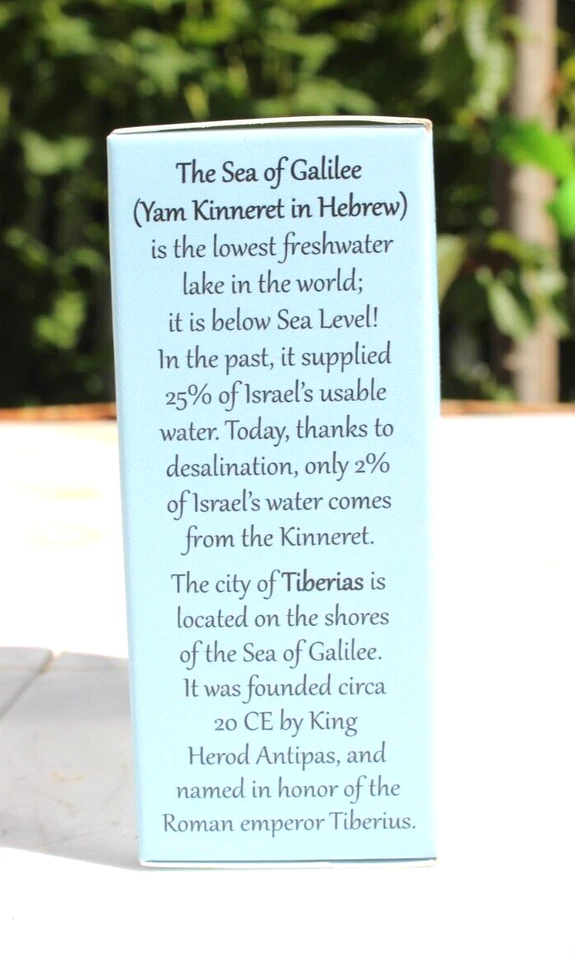 The Sea of Galilee
(Yam Kinneret in Hebrew)
is the lowest freshwater
lake in the world;
it is below Sea Level!
In the past, it supplied
25% of Israel's usable
water. Today, thanks to
desalination, only 2%
of Israel's water comes
from the Kinneret.
The city of Tiberias is
located on the shores
of the Sea of Galilee.
It was founded circa
20 CE by King
Herod Antipas, and
named in honor of the
Roman emperor Tiberius.